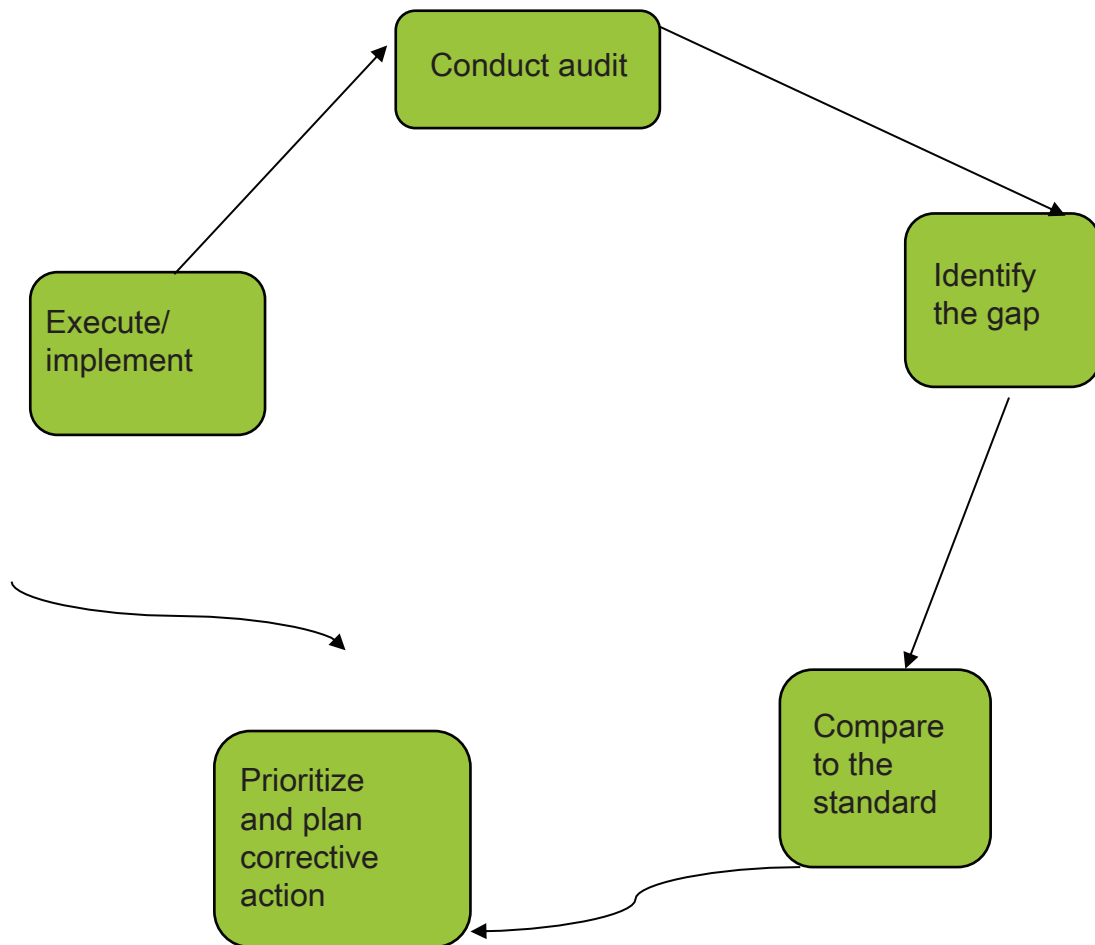 Conduct audit
Identify
the gap
Compare
to the
standard
Prioritize
and plan
corrective
action
Execute/
implement